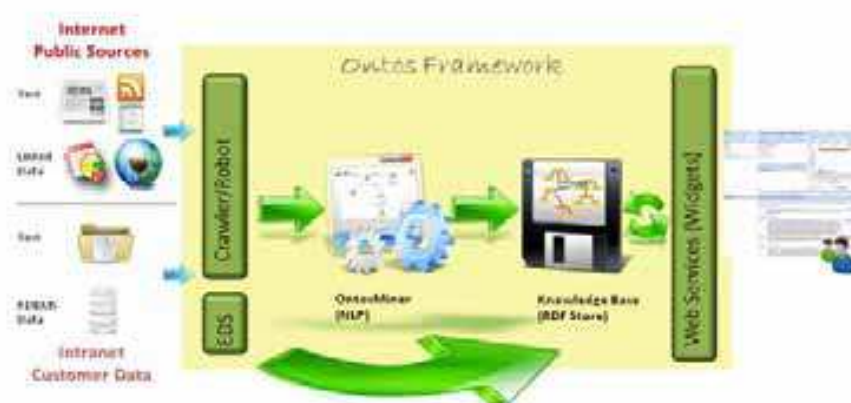 Internet
Public Sources
Text
Linked
Data
Text
Data
Intranet
Customer Data
Ontos Framework
Crawler/Robot
EDS
OntosMiner
(NLP)
Knowledge Base
(RDF Store)
Web Services (Widgets)